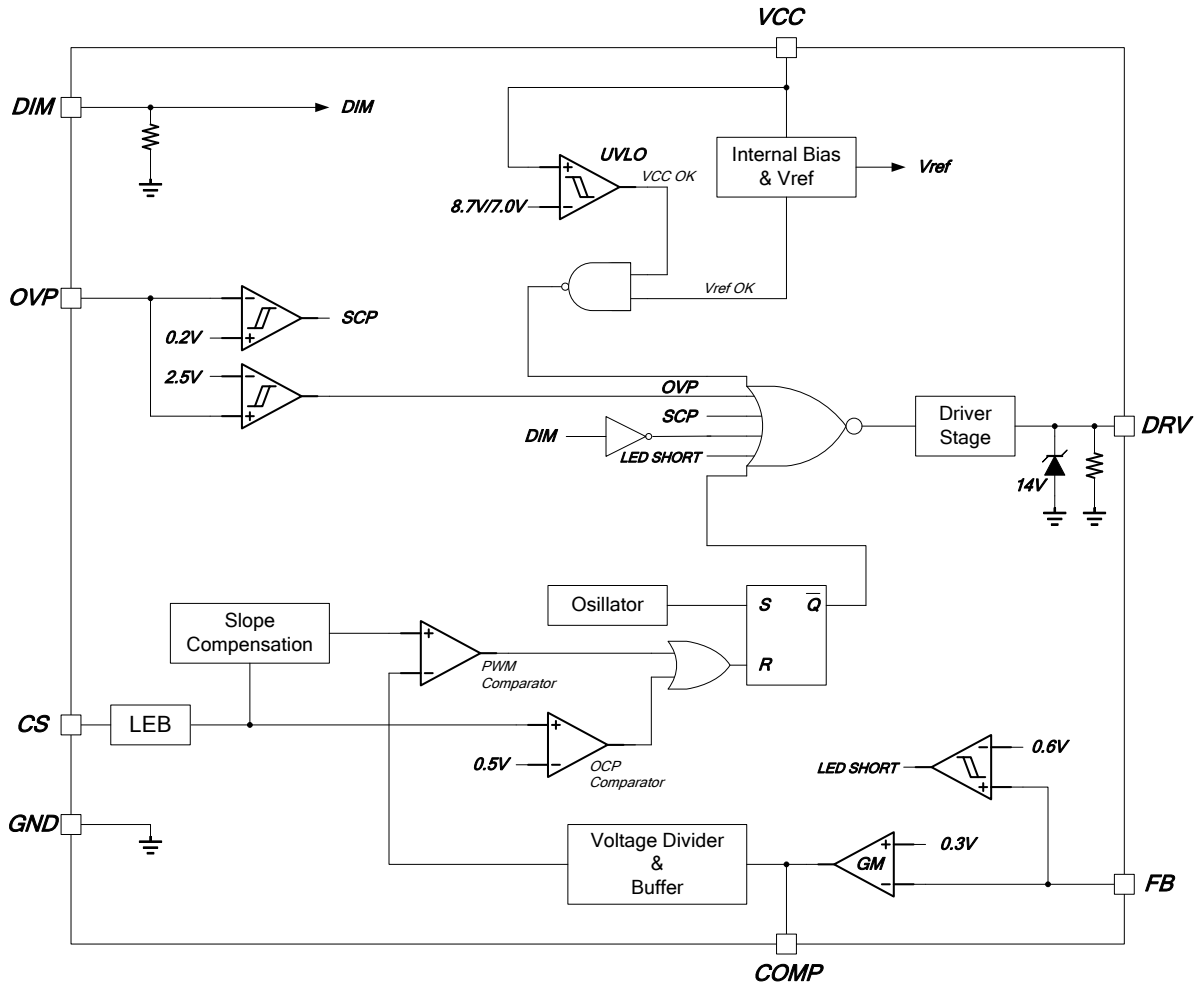 VCC
DIM
DIM
UVLO
VCC OK
Internal Bias
& Vref
Vref
8.7V/7.0V
OVP
Vref OK
0.2V
SCP
2.5V
OVP
SCP
DIM
LED SHORT
Driver
Stage
DRV
14V
Osillator
S
Q
R
Slope
Compensation
PWM
Comparator
CS
LEB
0.5V
OCP
Comparator
0.6V
LED SHORT
GND
Voltage Divider
&
Buffer
GM
0.3V
FB
COMP